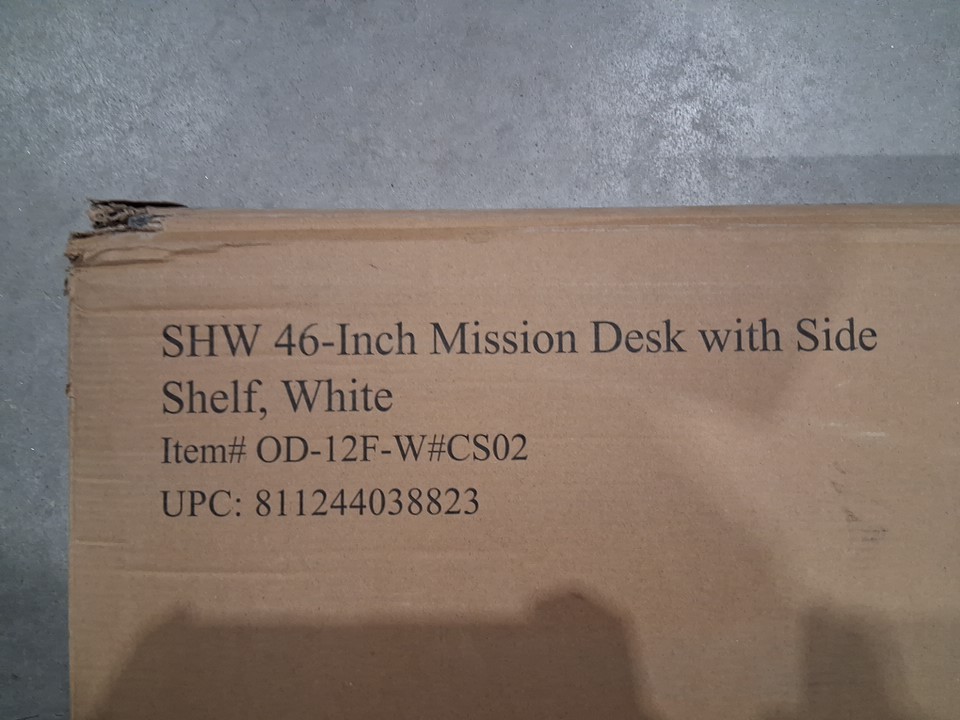 SHW 46-Inch Mission Desk with Side
Shelf, White
Item# OD-12F-W#CS02
UPC: 811244038823